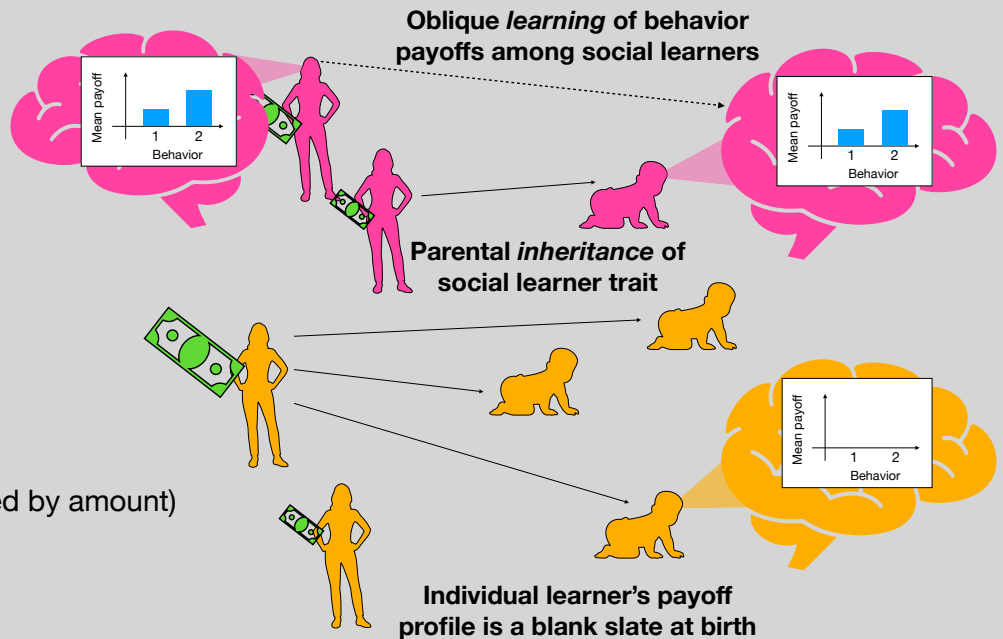 Oblique learning of behavior
payoffs among social learners
Mean payoff
1 2
Behavior
Mean payoff
1 2
Behavior
Parental inheritance of
social learner trait
Mean payoff
1 2
Behavior
ed by amount)
Individual learner's payoff
profile is a blank slate at birth